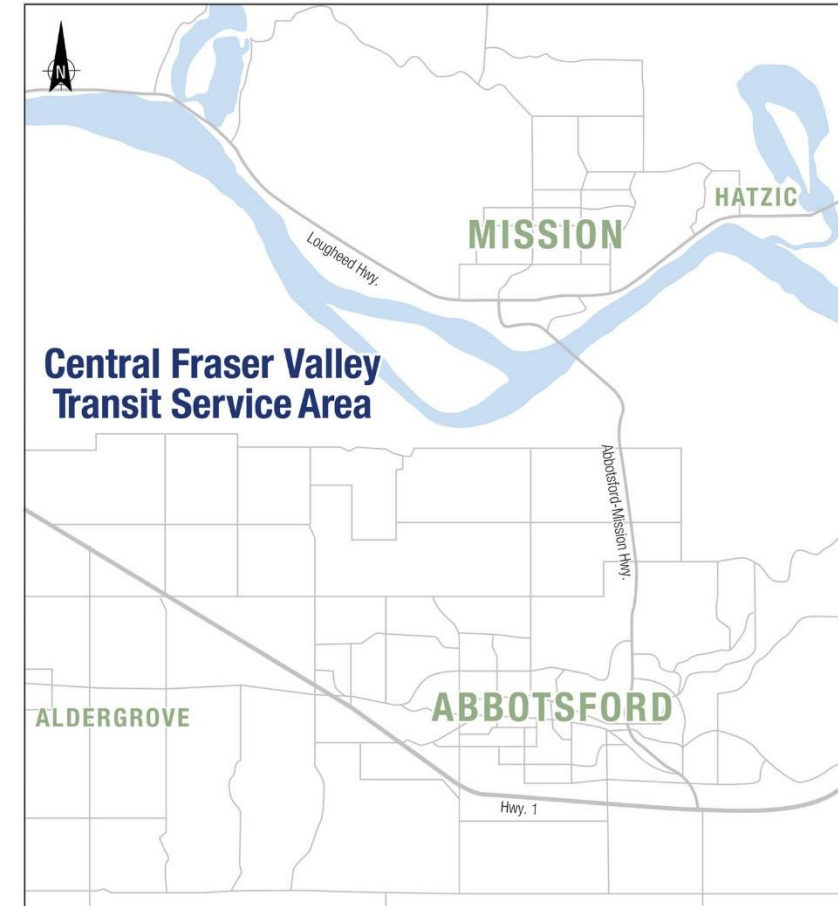 N
HATZIC
MISSION
Lougheed Hwy.
Central Fraser Valley
Transit Service Area
Abbotsford-Mission Hwy.
ABBOTSFORD
ALDERGROVE
Hwy. 1